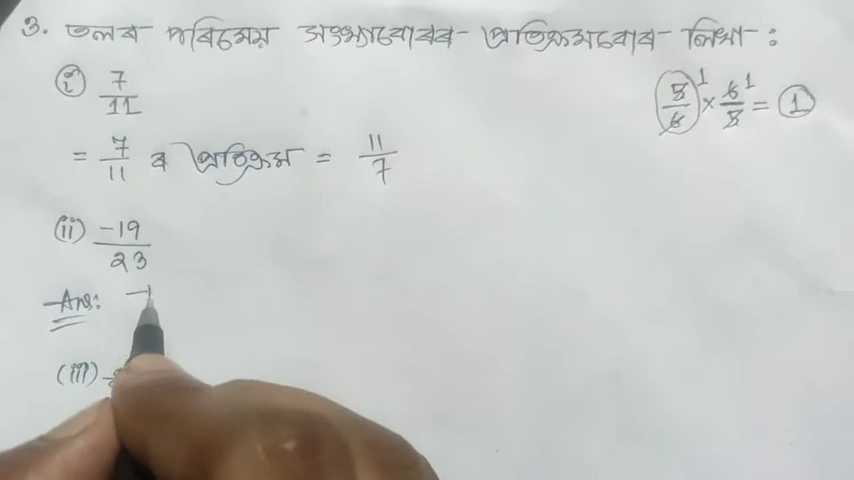 3. তলৰ পৰিমেয় সংখ্যাবোৰৰ প্ৰতিক্ৰমবোৰ লিখা :
(i) 7/11
5/6 × 6/5 = 1
= 7/11 ৰ প্ৰতিক্ৰম = 11/7
(ii) -19/23
Ans:
(iii)